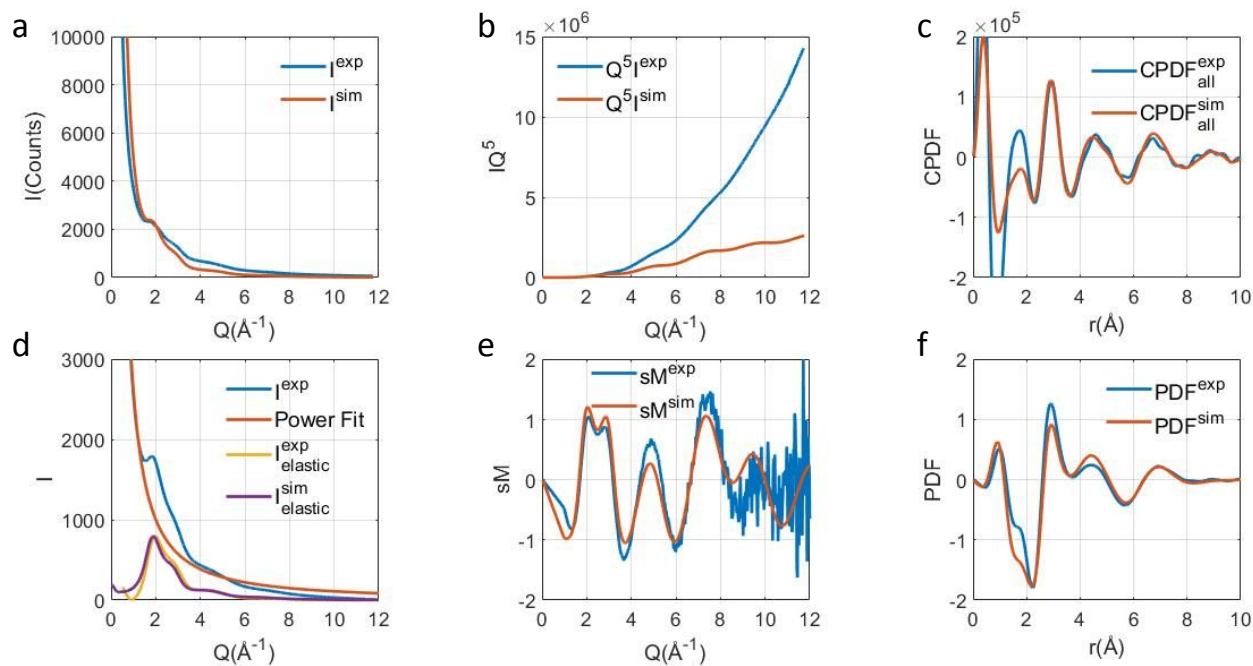 a
10000
8000
6000
4000
2000
0
I(Counts)
I^exp
I^sim
0 2 4 6 8 10 12
Q(Å^-1)
b
×10^6
15
10
5
0
IQ^5
Q^5I^exp
Q^5I^sim
0 2 4 6 8 10 12
Q(Å^-1)
c
×10^5
2
1
0
-1
-2
CPDF
CPDF^exp_all
CPDF^sim_all
0 2 4 6 8 10
r(Å)
d
3000
2000
1000
0
I
I^exp
Power Fit
I^exp_elastic
I^sim_elastic
0 2 4 6 8 10 12
Q(Å^-1)
e
2
1
0
-1
-2
sM
sM^exp
sM^sim
0 2 4 6 8 10 12
Q(Å^-1)
f
2
1
0
-1
-2
PDF
PDF^exp
PDF^sim
0 2 4 6 8 10
r(Å)